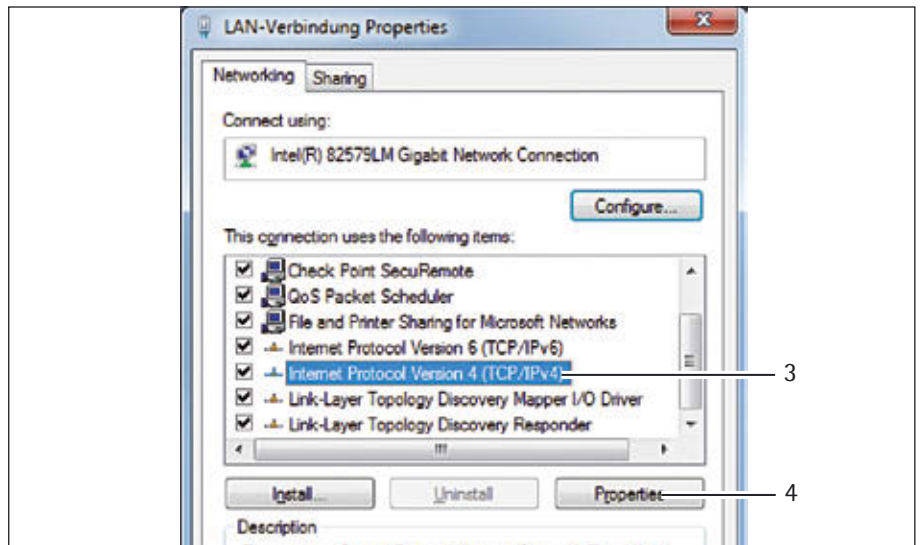 LAN-Verbindung Properties
Networking Sharing
Connect using:
Intel(R) 82579LM Gigabit Network Connection
Configure...
This connection uses the following items:
Check Point SecuRemote
QoS Packet Scheduler
File and Printer Sharing for Microsoft Networks
Internet Protocol Version 6 (TCP/IPv6)
Internet Protocol Version 4 (TCP/IPv4) 3
Link-Layer Topology Discovery Mapper I/O Driver
Link-Layer Topology Discovery Responder
Install... Uninstall Properties 4
Description